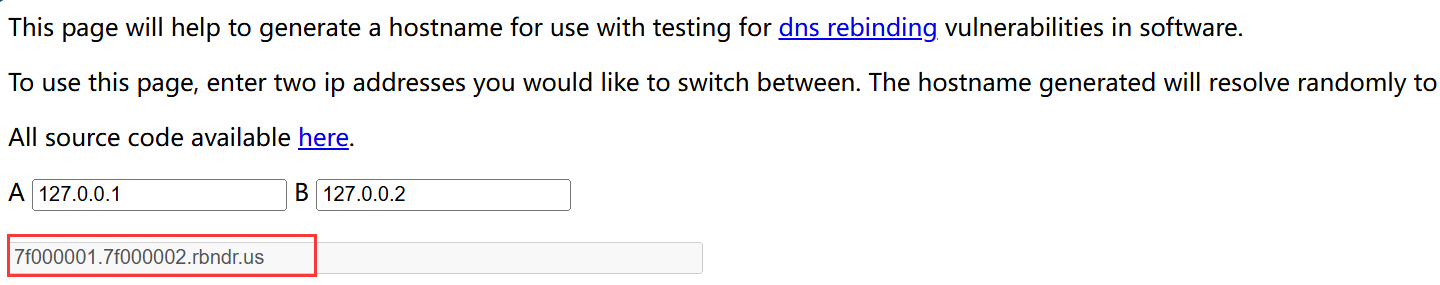 This page will help to generate a hostname for use with testing for dns rebinding vulnerabilities in software.
To use this page, enter two ip addresses you would like to switch between. The hostname generated will resolve randomly to
All source code available here.
A 127.0.0.1 B 127.0.0.2
7f000001.7f000002.rbndr.us